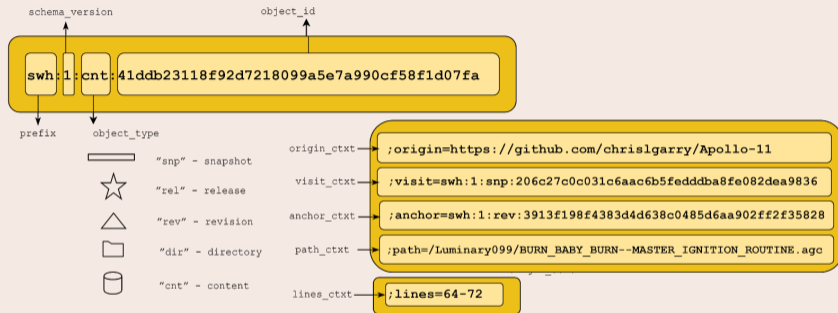 schema_version
object_id
swh:1:cnt:41ddb23118f92d7218099a5e7a990cf58f1d07fa
prefix
object_type
"snp" - snapshot
"rel" - release
"rev" - revision
"dir" - directory
"cnt" - content
origin_ctxt
;origin=https://github.com/chrislgarry/Apollo-11
visit_ctxt
;visit=swh:1:snp:206c27c0c031c6aac6b5fedddba8fe082dea9836
anchor_ctxt
;anchor=swh:1:rev:3913f198f4383d4d638c0485d6aa902ff2f35828
path_ctxt
;path=/Luminary099/BURN_BABY_BURN--MASTER_IGNITION_ROUTINE.agc
lines_ctxt
;lines=64-72